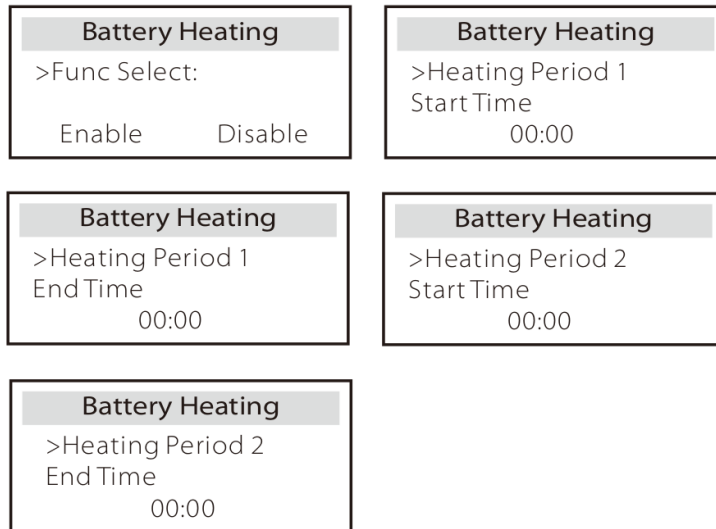 Battery Heating
>Func Select:
Enable Disable
Battery Heating
>Heating Period 1
Start Time
00:00
Battery Heating
>Heating Period 1
End Time
00:00
Battery Heating
>Heating Period 2
Start Time
00:00
Battery Heating
>Heating Period 2
End Time
00:00